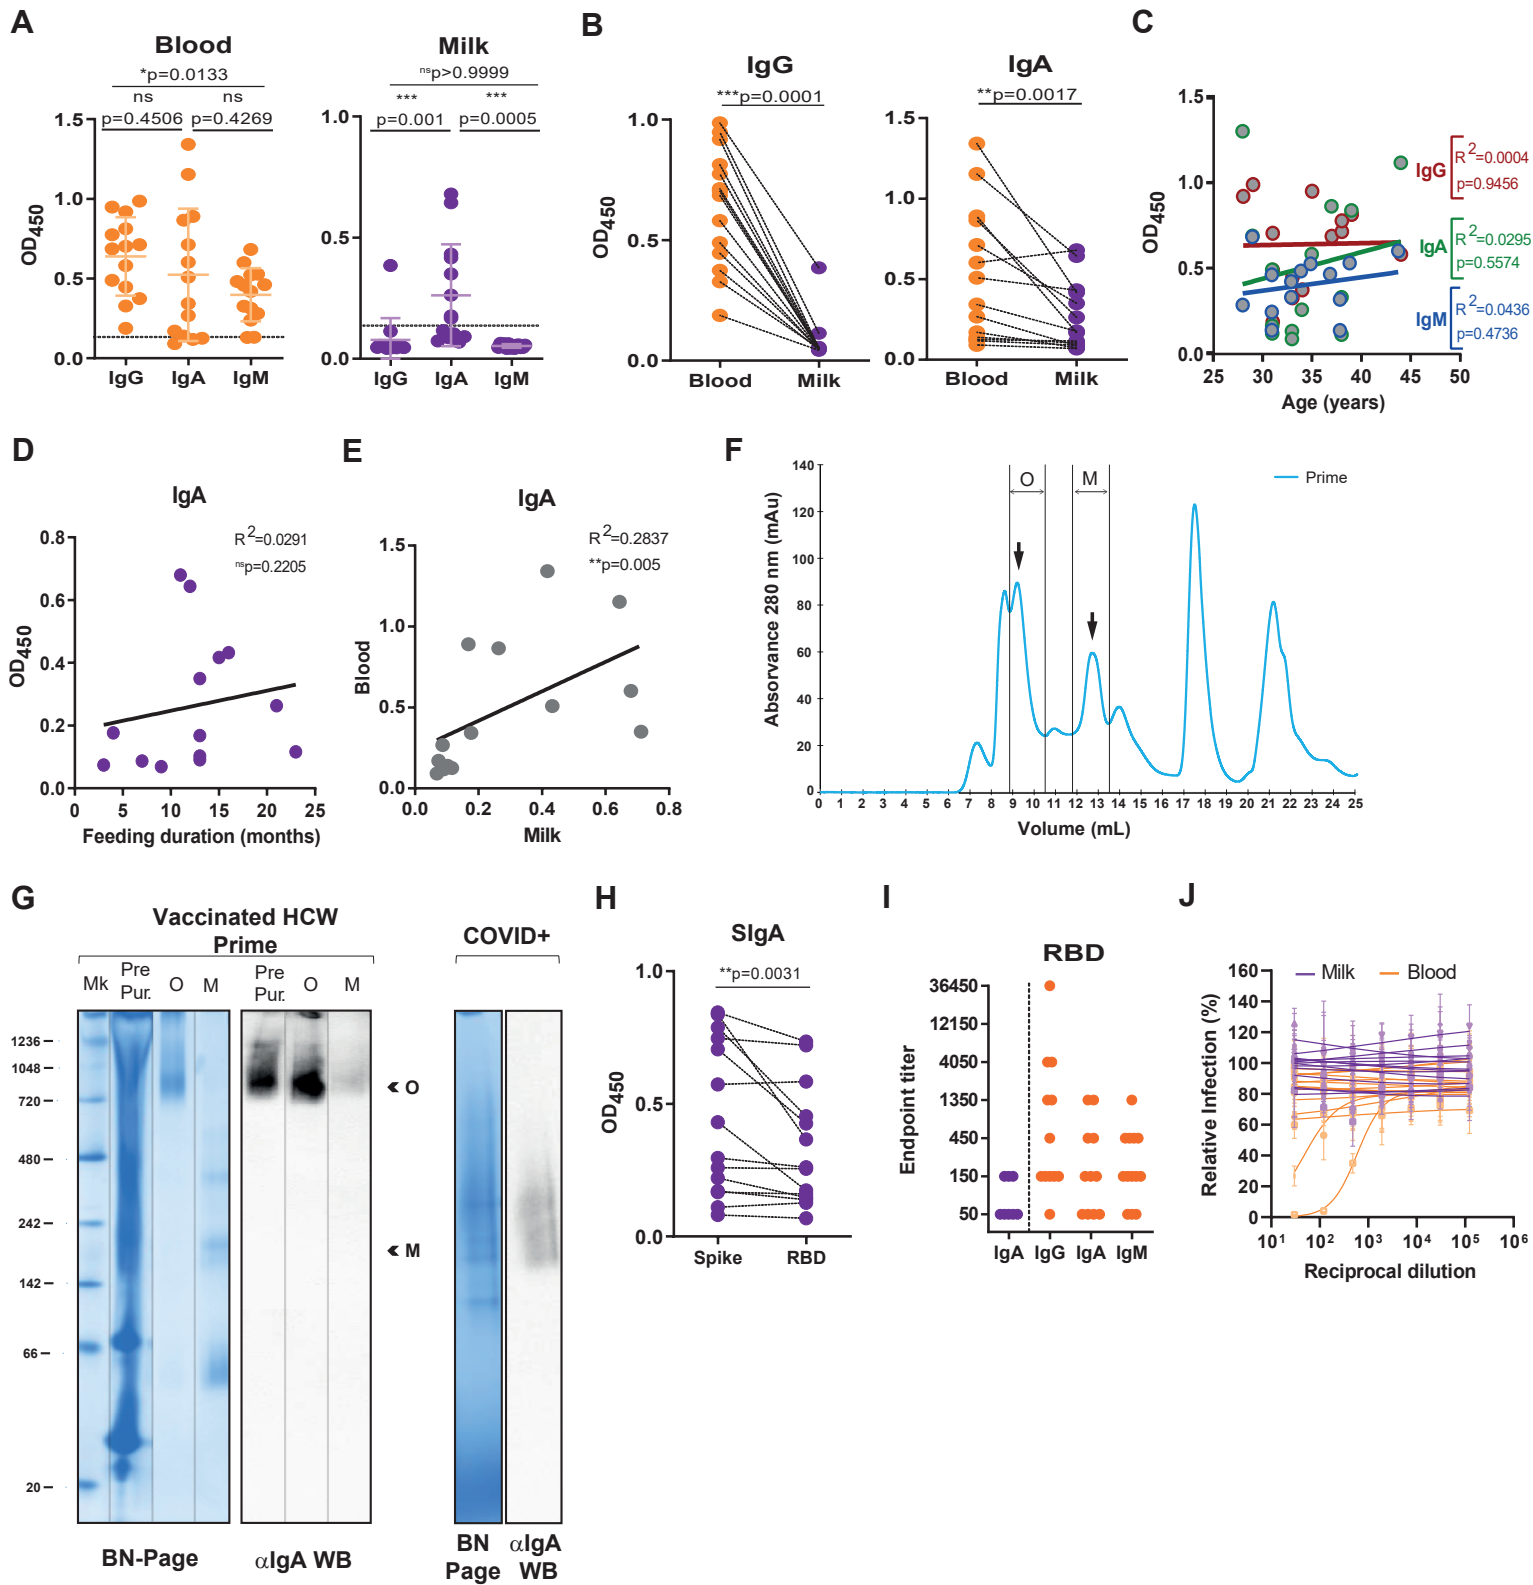 A
Blood
*p=0.0133
ns
ns
p=0.4506
p=0.4269
OD450
1.5
1.0
0.5
0.0
IgG
IgA
IgM
Milk
nsp>0.9999
***
***
p=0.001
p=0.0005
1.0
0.5
0.0
IgG
IgA
IgM
B
IgG
***p=0.0001
OD450
1.0
0.5
0.0
Blood
Milk
IgA
**p=0.0017
OD450
1.5
1.0
0.5
0.0
Blood
Milk
C
OD450
1.5
1.0
0.5
0.0
25
30
35
40
45
50
Age (years)
IgG
R2=0.0004
p=0.9456
IgA
R2=0.0295
p=0.5574
IgM
R2=0.0436
p=0.4736
D
IgA
R2=0.0291
nsp=0.2205
OD450
0.8
0.6
0.4
0.2
0.0
0
5
10
15
20
25
Feeding duration (months)
E
IgA
R2=0.2837
**p=0.005
Blood
1.5
1.0
0.5
0.0
0.0
0.2
0.4
0.6
0.8
Milk
F
Absorvance 280 nm (mAu)
140
120
100
80
60
40
20
0
O
M
Prime
0 1 2 3 4 5 6 7 8 9 10 11 12 13 14 15 16 17 18 19 20 21 22 23 24 25
Volume (mL)
G
Vaccinated HCW
Prime
Mk
Pre
Pur.
O
M
Pre
Pur.
O
M
1236
1048
720
480
242
142
66
20
O
M
BN-Page
αIgA WB
COVID+
BN
Page
αIgA
WB
H
SIgA
**p=0.0031
OD450
1.0
0.5
0.0
Spike
RBD
I
RBD
Endpoint titer
36450
12150
4050
1350
450
150
50
IgA
IgG
IgA
IgM
J
Milk
Blood
Relative Infection (%)
160
140
120
100
80
60
40
20
0
101
102
103
104
105
106
Reciprocal dilution